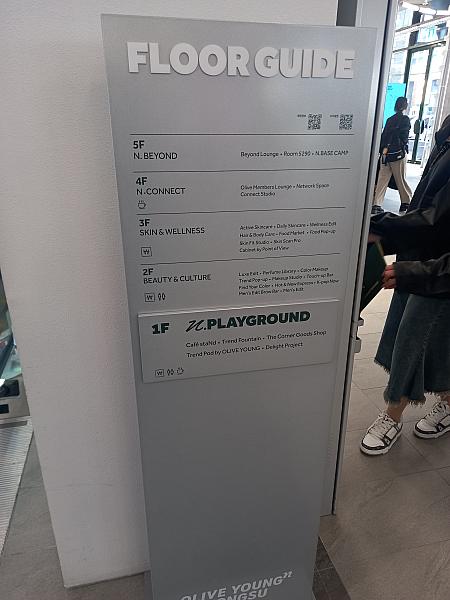 FLOOR GUIDE
5F
N. BEYOND
Beyond Lounge • Room 5290 • N.BASE CAMP
4F
N.CONNECT
Olive Members Lounge • Network Space
Connect Studio
3F
SKIN & WELLNESS
Active Skincare • Daily Skincare • Wellness Edit
Hair & Body Care • Food Market • Food Pop-up
Skin Fit Studio • Skin Scan Pro
Cabinet by Point of View
2F
BEAUTY & CULTURE
Luxe Edit • Perfume Library • Color Makeup
Trend Pop-up • Makeup Studio • Touch-up Bar
Find Your Color • Hot & New Express • K-pop Now
Men's Edit Brow Bar • Men's Edit
1F N.PLAYGROUND
Café staNd • Trend Fountain • The Corner Goods Shop
Trend Pod by OLIVE YOUNG • Delight Project
OLIVE YOUNG N